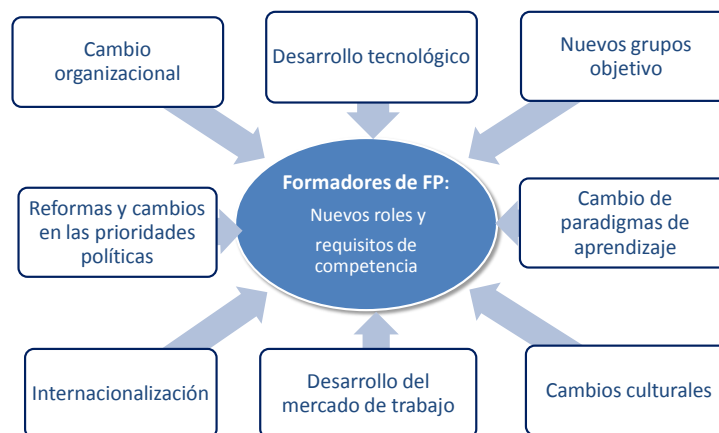 Cambio
organizacional
Desarrollo tecnológico
Nuevos grupos
objetivo
Formadores de FP:
Nuevos roles y
requisitos de
competencia
Reformas y cambios
en las prioridades
políticas
Cambio de
paradigmas de
aprendizaje
Internacionalización
Desarrollo del
mercado de trabajo
Cambios culturales